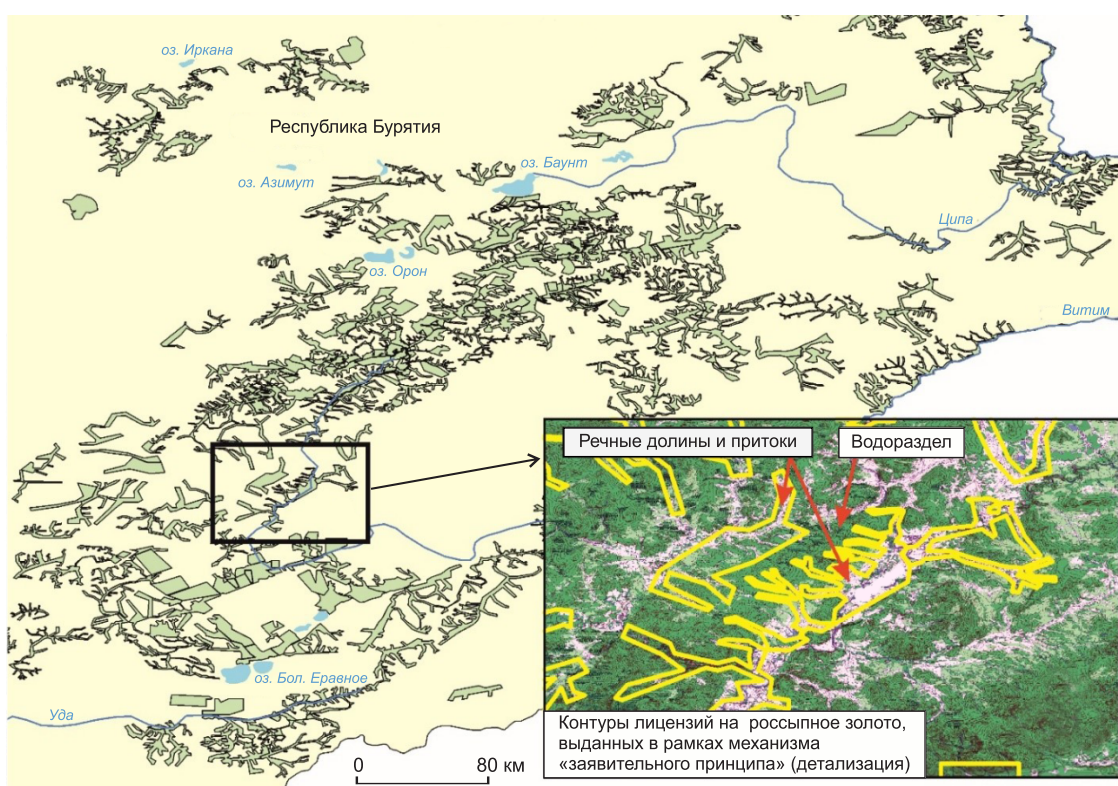 оз. Иркана
Республика Бурятия
оз. Баунт
оз. Азимут
Ципа
оз. Орон
Витим
Речные долины и притоки
Водораздел
оз. Бол. Еравное
Уда
Контуры лицензий на россыпное золото,
выданных в рамках механизма
«заявительного принципа» (детализация)
0 80 км